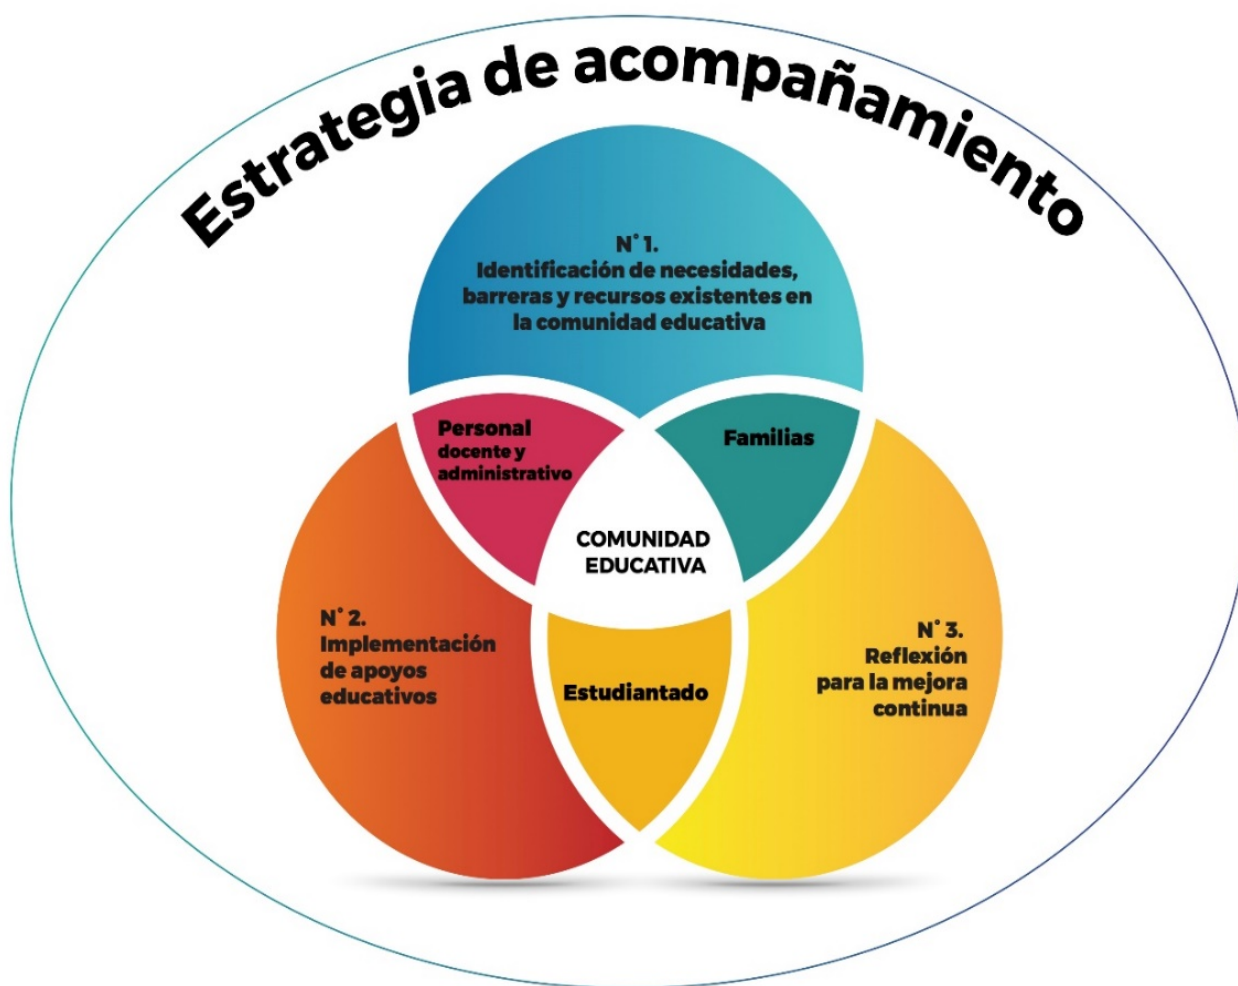 Estrategia de acompañamiento
N° 1.
Identificación de necesidades,
barreras y recursos existentes en
la comunidad educativa
Personal
docente y
administrativo
Familias
COMUNIDAD
EDUCATIVA
N° 2.
Implementación
de apoyos
educativos
Estudiantado
N° 3.
Reflexión
para la mejora
continua